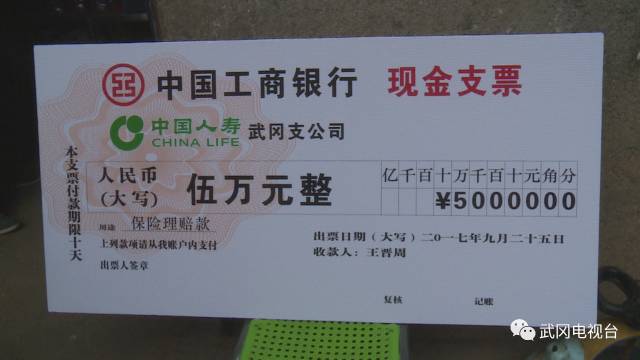 中国工商银行 现金支票
中国人寿 武冈支公司
CHINA LIFE
本支票付款期限十天
人民币
(大写) 伍万元整
亿千百十万千百十元角分
¥5000000
用途 保险理赔款
上列款项请从我账户内支付
出票人签章
出票日期(大写)二〇一七年九月二十五日
收款人:王晋周
复核 记账
武冈电视台